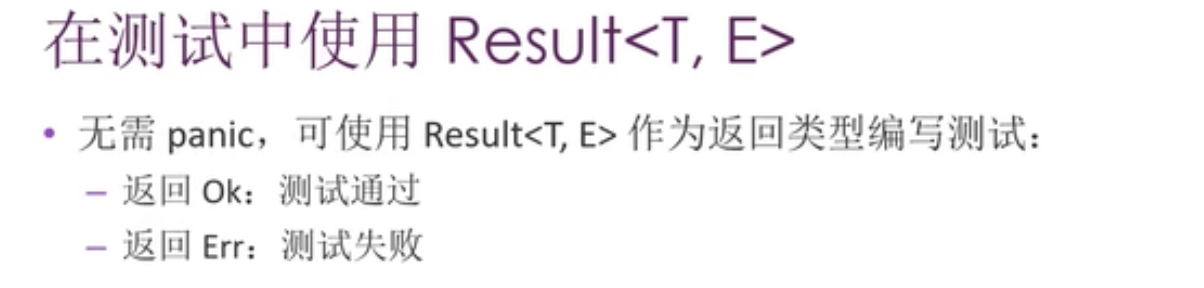 在测试中使用 Result<T, E>
• 无需 panic，可使用 Result<T, E> 作为返回类型编写测试：
– 返回 Ok：测试通过
– 返回 Err：测试失败